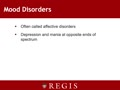 Mood Disorders
• Often called affective disorders
• Depression and mania at opposite ends of
spectrum
REGIS